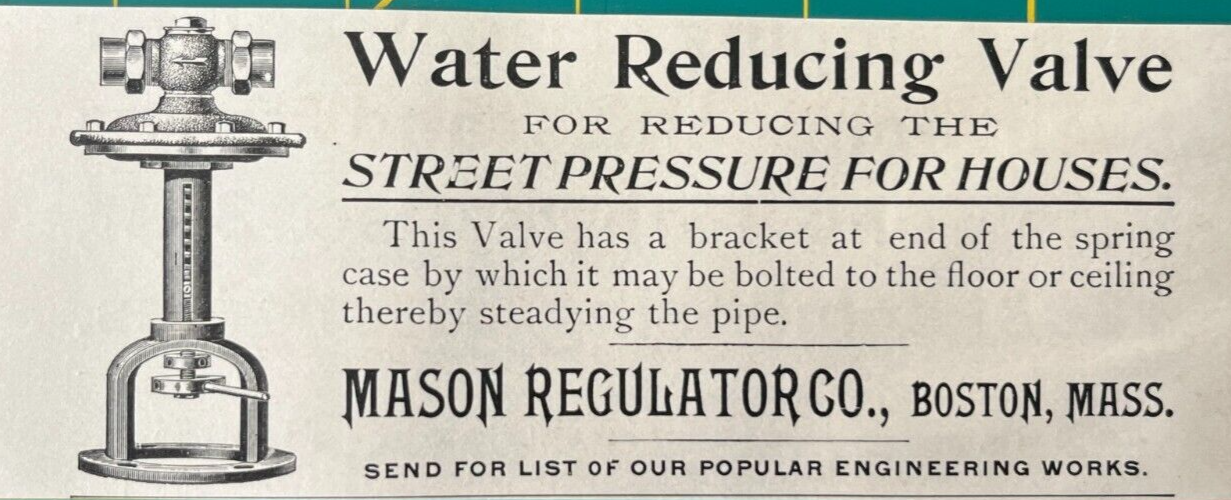 Water Reducing Valve
FOR REDUCING THE
STREET PRESSURE FOR HOUSES.
This Valve has a bracket at end of the spring
case by which it may be bolted to the floor or ceiling
thereby steadying the pipe.
MASON REGULATOR CO., BOSTON, MASS.
SEND FOR LIST OF OUR POPULAR ENGINEERING WORKS.